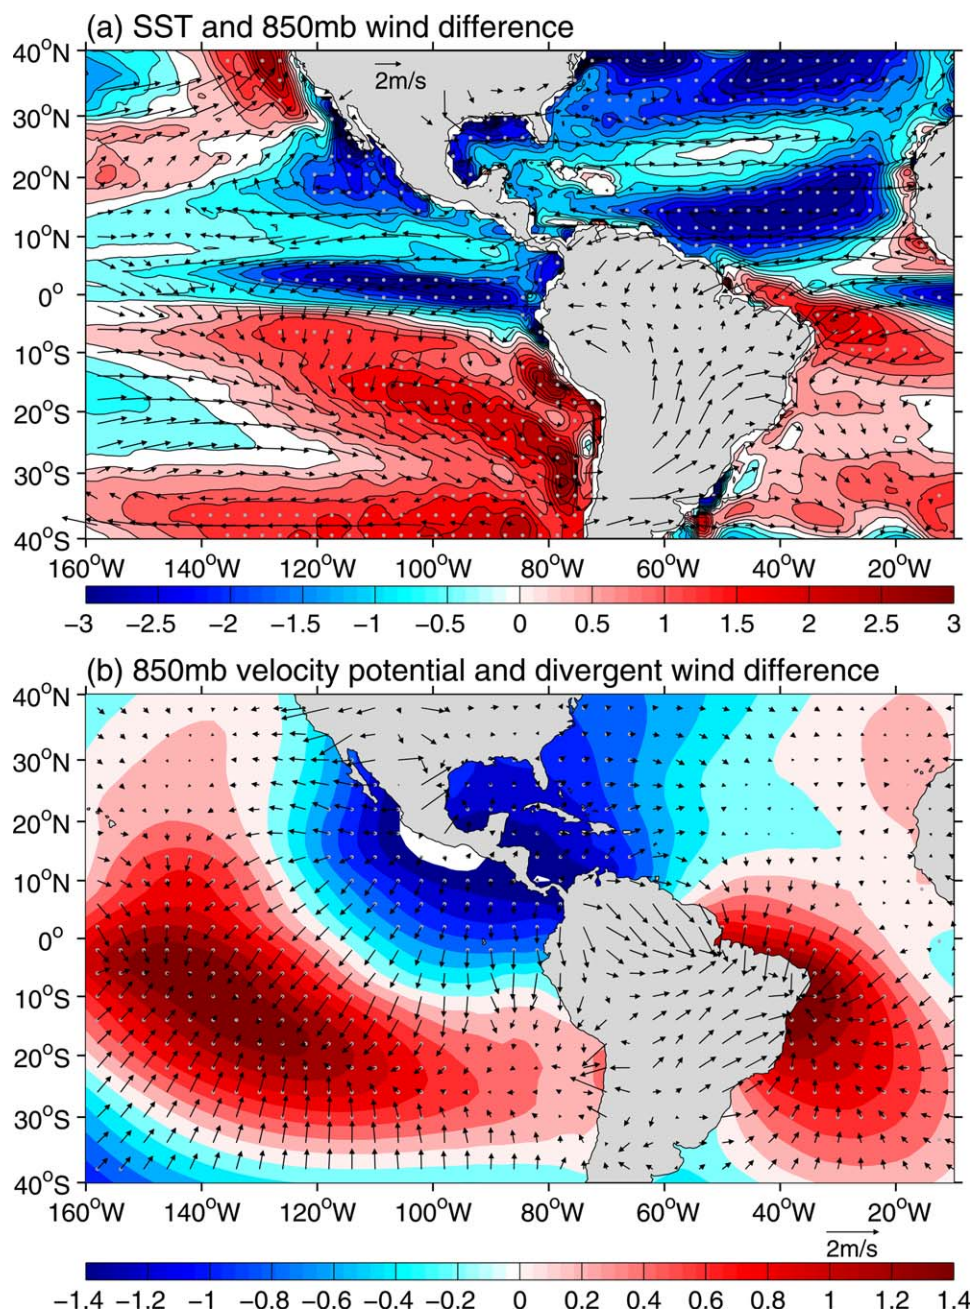 (a) SST and 850mb wind difference
40°N
30°N
20°N
10°N
0°
10°S
20°S
30°S
40°S
2m/s
160°W 140°W 120°W 100°W 80°W 60°W 40°W 20°W
−3 −2.5 −2 −1.5 −1 −0.5 0 0.5 1 1.5 2 2.5 3
(b) 850mb velocity potential and divergent wind difference
40°N
30°N
20°N
10°N
0°
10°S
20°S
30°S
40°S
160°W 140°W 120°W 100°W 80°W 60°W 40°W 20°W
2m/s
−1.4 −1.2 −1 −0.8 −0.6 −0.4 −0.2 0 0.2 0.4 0.6 0.8 1 1.2 1.4